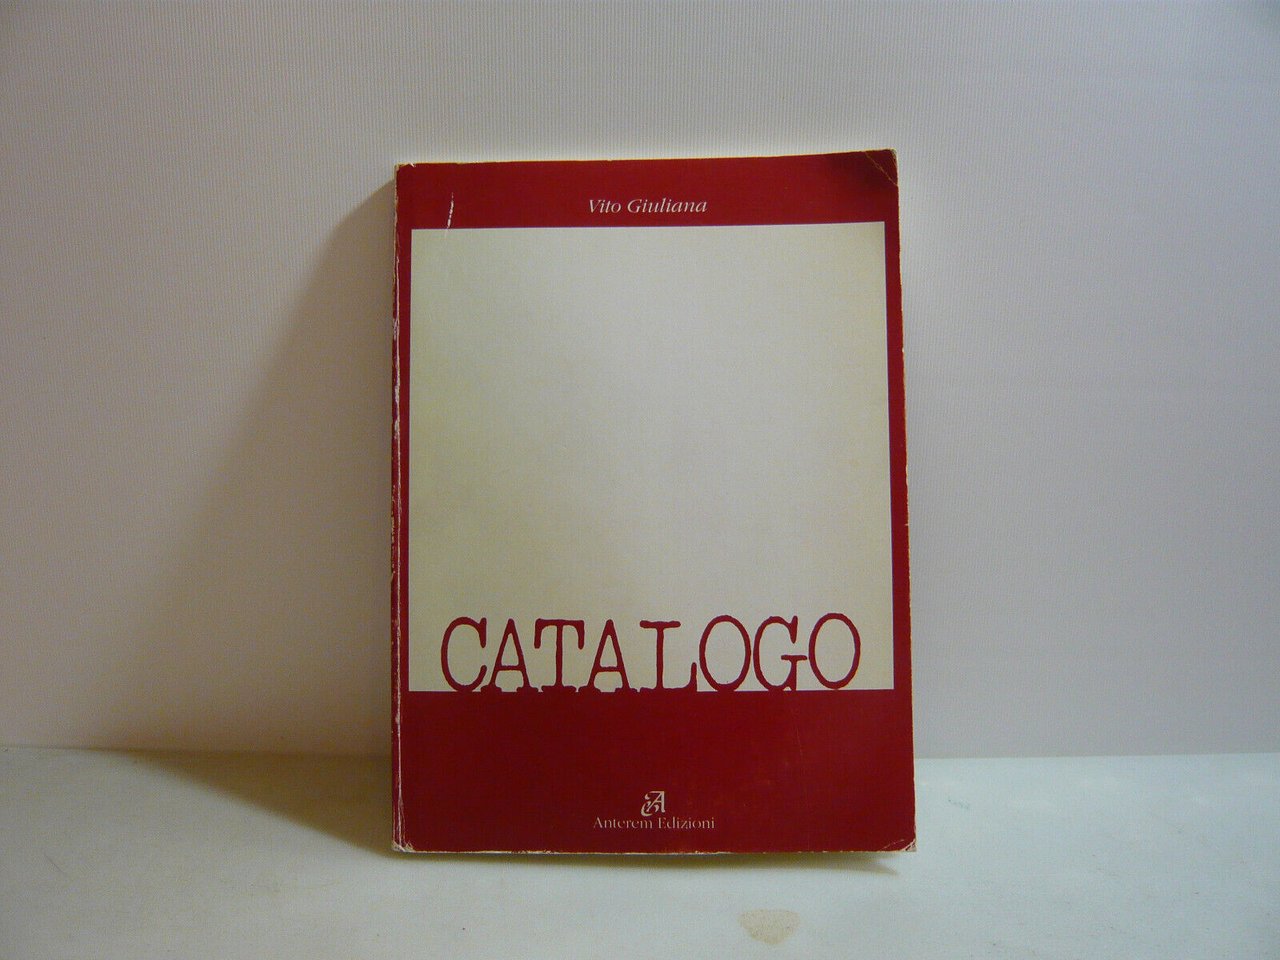 Vito Giuliana
CATALOGO
A
Anterem Edizioni